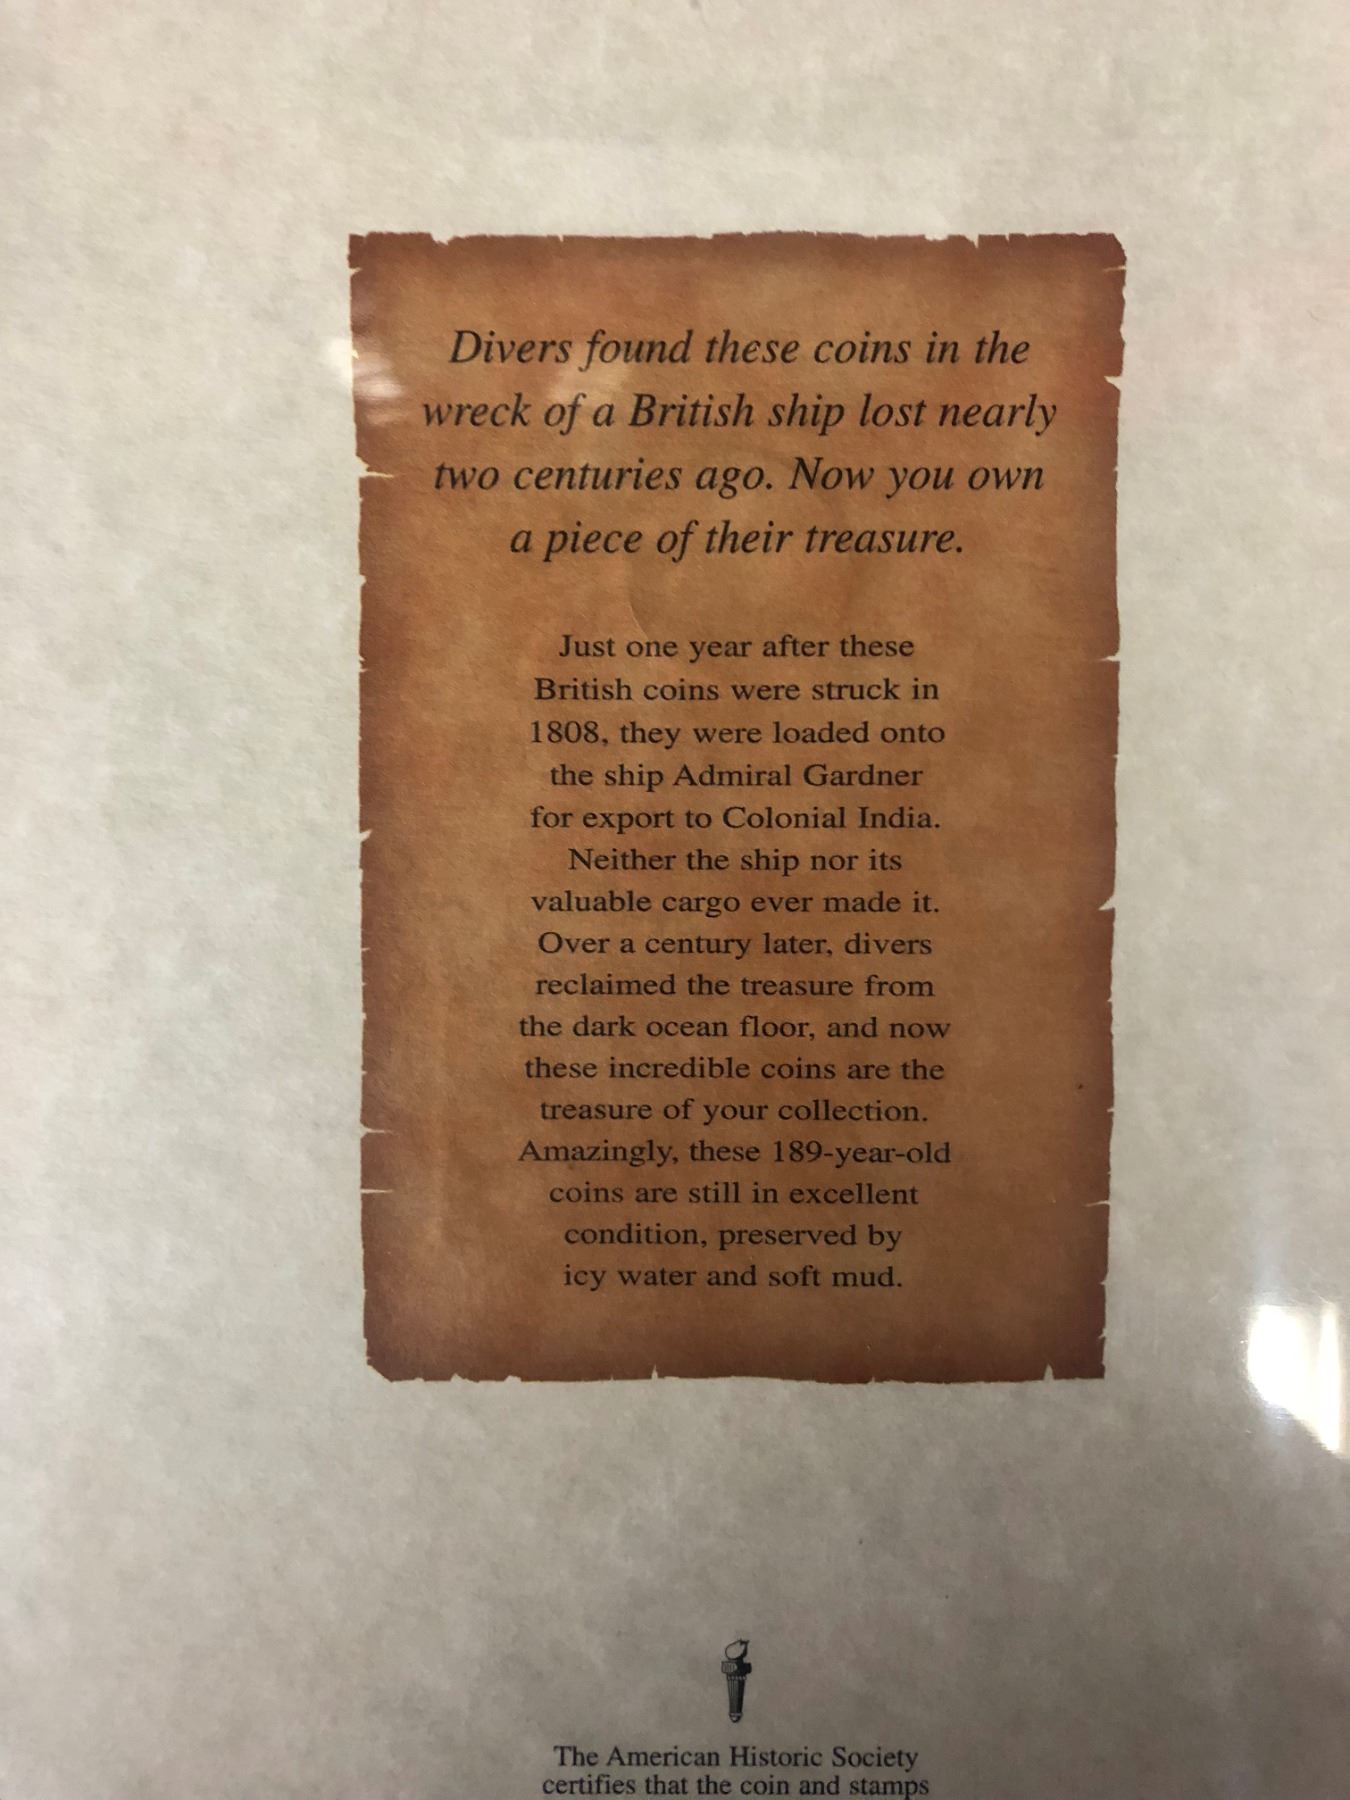 Divers found these coins in the
wreck of a British ship lost nearly
two centuries ago. Now you own
a piece of their treasure.
Just one year after these
British coins were struck in
1808, they were loaded onto
the ship Admiral Gardner
for export to Colonial India.
Neither the ship nor its
valuable cargo ever made it.
Over a century later, divers
reclaimed the treasure from
the dark ocean floor, and now
these incredible coins are the
treasure of your collection.
Amazingly, these 189-year-old
coins are still in excellent
condition, preserved by
icy water and soft mud.
The American Historic Society
certifies that the coin and stamps